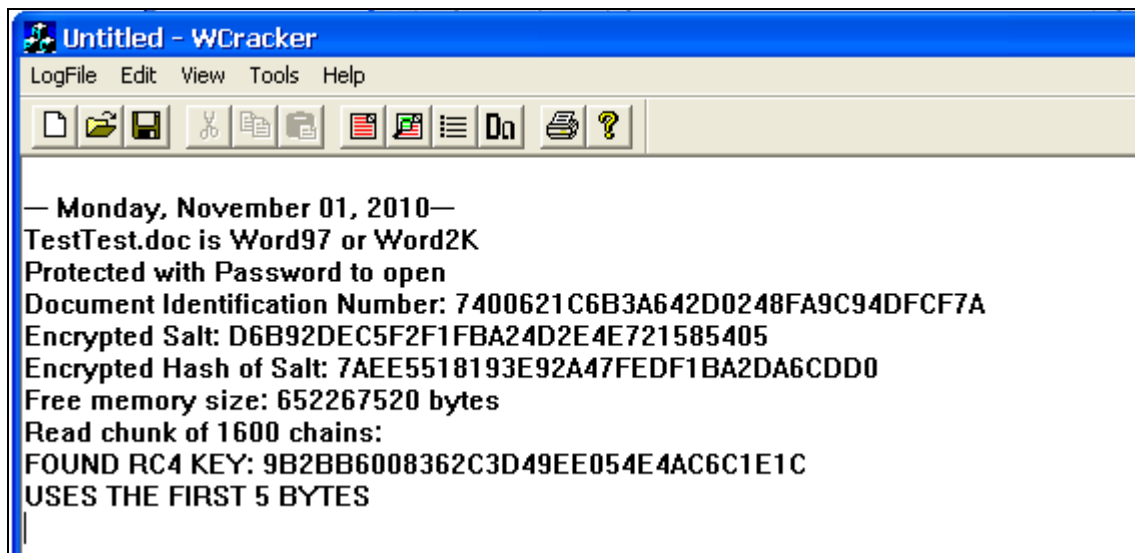 Untitled - WCracker
LogFile Edit View Tools Help
Dn ?
— Monday, November 01, 2010—
TestTest.doc is Word97 or Word2K
Protected with Password to open
Document Identification Number: 7400621C6B3A642D0248FA9C94DFCF7A
Encrypted Salt: D6B92DEC5F2F1FBA24D2E4E721585405
Encrypted Hash of Salt: 7AEE5518193E92A47FEDF1BA2DA6CDD0
Free memory size: 652267520 bytes
Read chunk of 1600 chains:
FOUND RC4 KEY: 9B2BB6008362C3D49EE054E4AC6C1E1C
USES THE FIRST 5 BYTES